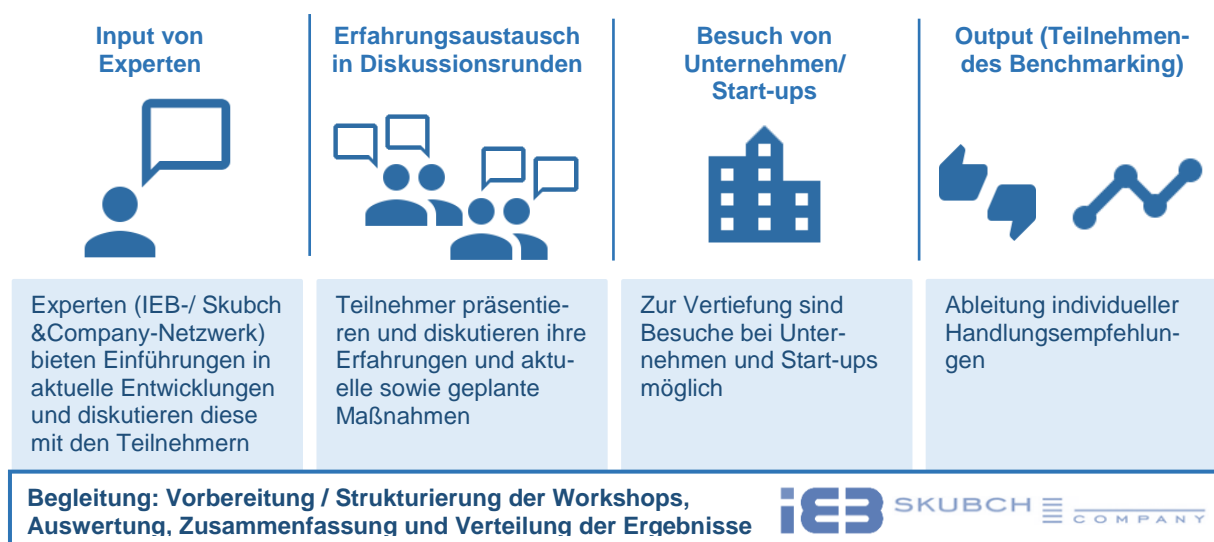 Input von
Experten
Erfahrungsaustausch
in Diskussionsrunden
Besuch von
Unternehmen/
Start-ups
Output (Teilnehmen-
des Benchmarking)
Experten (IEB-/ Skubch
&Company-Netzwerk)
bieten Einführungen in
aktuelle Entwicklungen
und diskutieren diese
mit den Teilnehmern
Teilnehmer präsentie-
ren und diskutieren ihre
Erfahrungen und aktu-
elle sowie geplante
Maßnahmen
Zur Vertiefung sind
Besuche bei Unter-
nehmen und Start-ups
möglich
Ableitung individueller
Handlungsempfehlun-
gen
Begleitung: Vorbereitung / Strukturierung der Workshops,
Auswertung, Zusammenfassung und Verteilung der Ergebnisse
iEB
SKUBCH
COMPANY